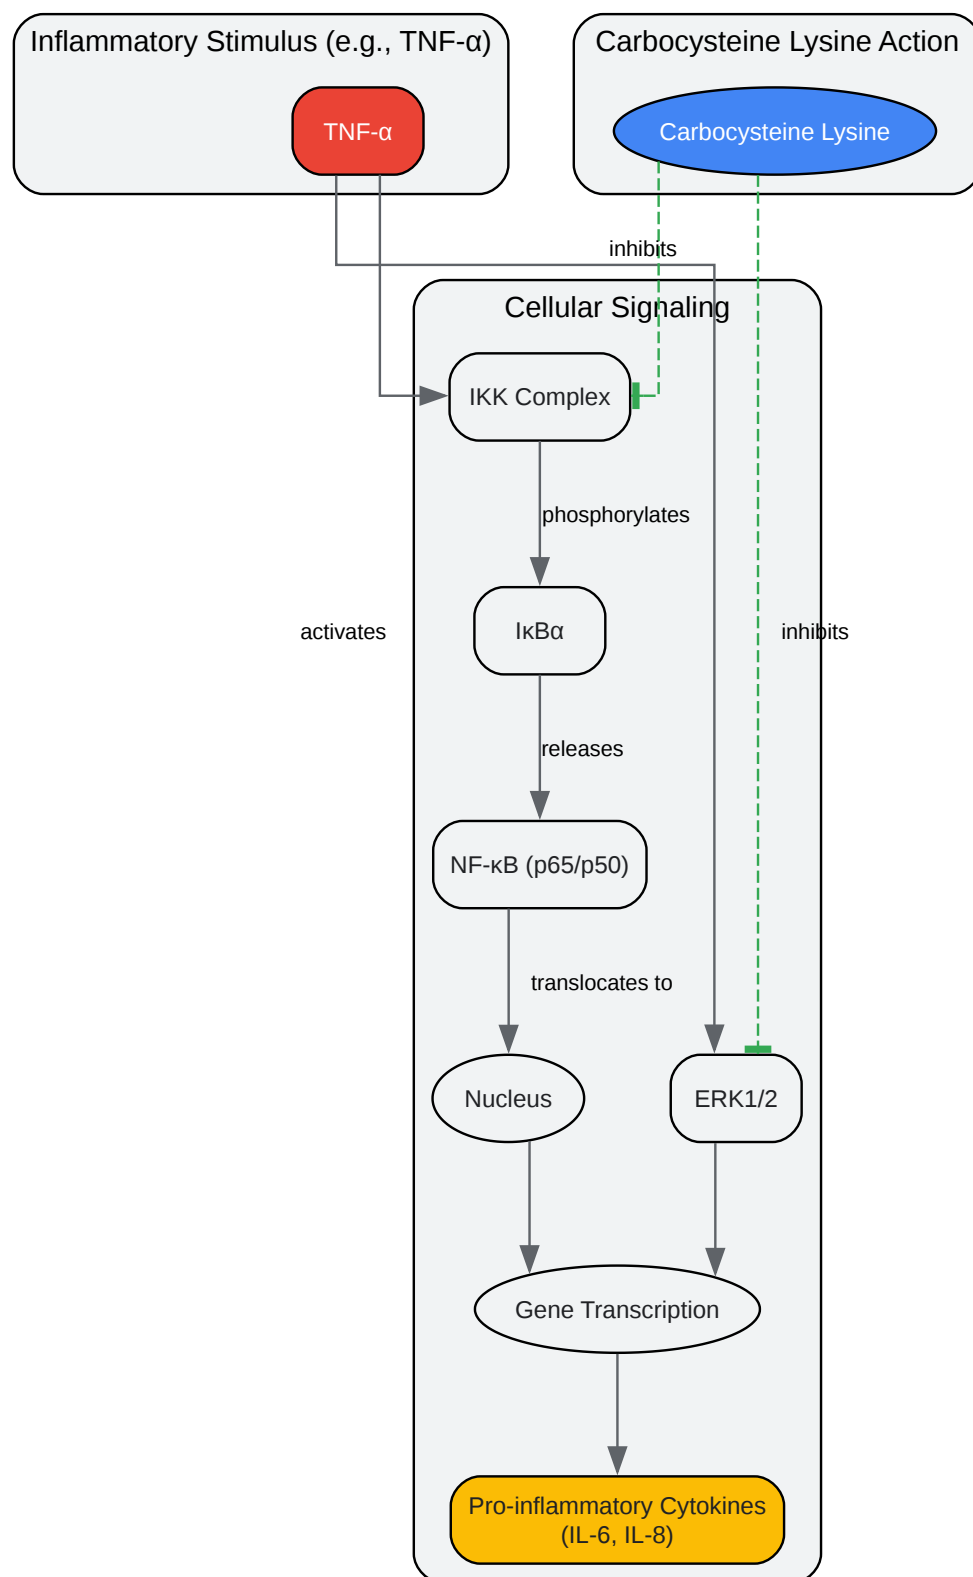 Inflammatory Stimulus (e.g., TNF-α)
Carbocysteine Lysine Action
TNF-α
Carbocysteine Lysine
inhibits
Cellular Signaling
IKK Complex
phosphorylates
IκBα
activates
inhibits
releases
NF-κB (p65/p50)
translocates to
Nucleus
ERK1/2
Gene Transcription
Pro-inflammatory Cytokines
(IL-6, IL-8)